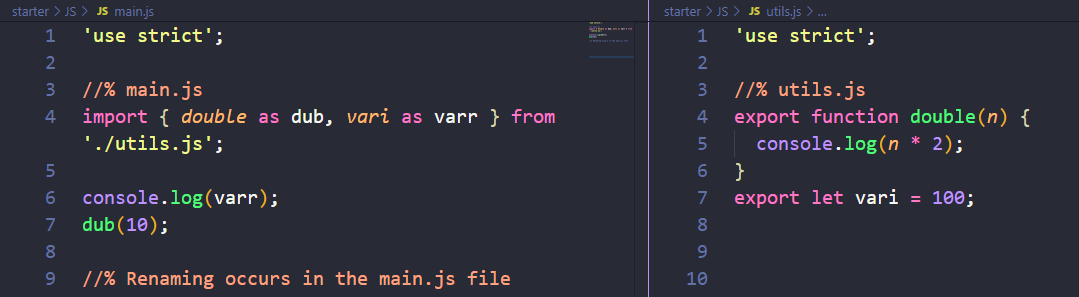 starter > JS > JS main.js
1 'use strict';
2
3 //% main.js
4 import { double as dub, vari as varr } from
'./utils.js';
5
6 console.log(varr);
7 dub(10);
8
9 //% Renaming occurs in the main.js file
starter > JS > JS utils.js > ...
1 'use strict';
2
3 //% utils.js
4 export function double(n) {
5 console.log(n * 2);
6 }
7 export let vari = 100;
8
9
10